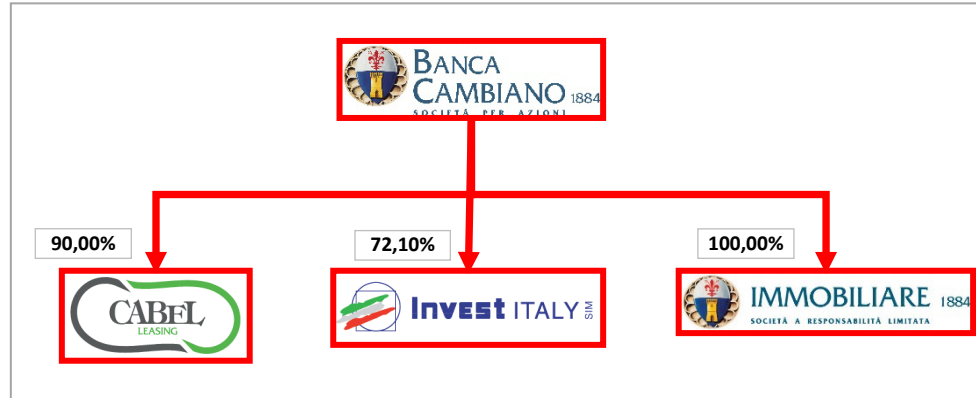 BANCA
CAMBIANO 1884
SOCIETÀ PER AZIONI
90,00%
72,10%
100,00%
CABEL
LEASING
Invest ITALY SIM
IMMOBILIARE 1884
SOCIETÀ A RESPONSABILITÀ LIMITATA